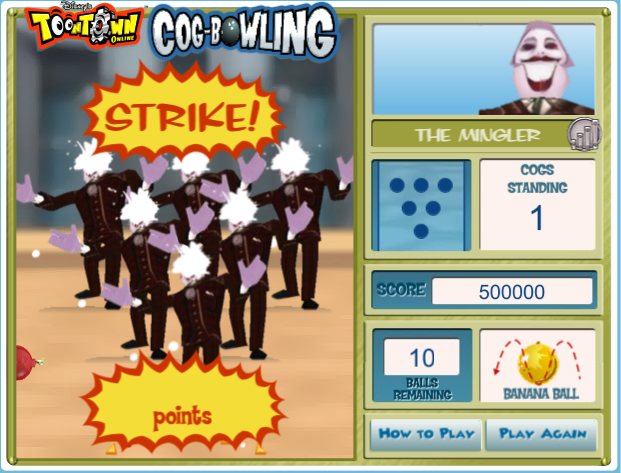 Disney's
TOONTOWN
ONLINE
COG-BOWLING
STRIKE!
points
THE MINGLER
COGS
STANDING
1
SCORE 500000
10
BALLS
REMAINING
BANANA BALL
HOW TO PLAY
PLAY AGAIN